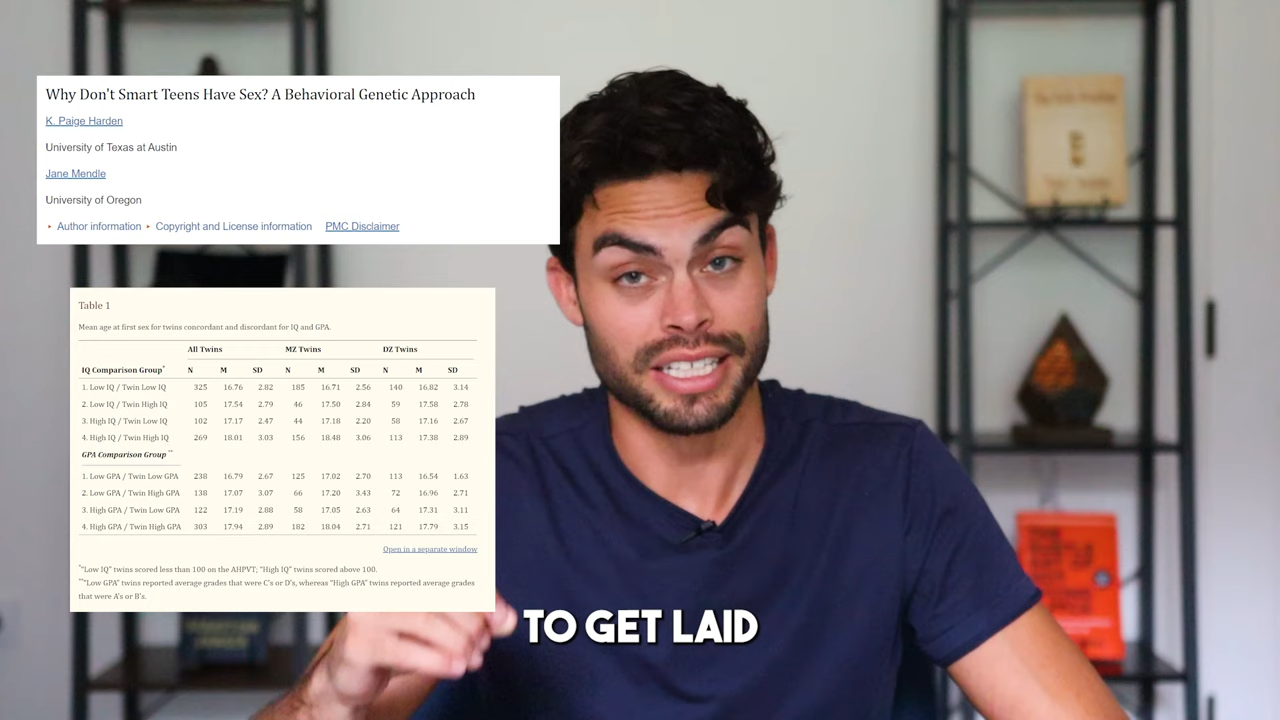 Why Don't Smart Teens Have Sex? A Behavioral Genetic Approach
K. Paige Harden
University of Texas at Austin
Jane Mendle
University of Oregon
▸ Author information ▸ Copyright and License information PMC Disclaimer
Table 1
Mean age at first sex for twins concordant and discordant for IQ and GPA.
All Twins MZ Twins DZ Twins
IQ Comparison Group* N M SD N M SD N M SD
1. Low IQ / Twin Low IQ 325 16.76 2.82 185 16.71 2.56 140 16.82 3.14
2. Low IQ / Twin High IQ 105 17.54 2.79 46 17.50 2.84 59 17.58 2.78
3. High IQ / Twin Low IQ 102 17.17 2.47 44 17.18 2.20 58 17.16 2.67
4. High IQ / Twin High IQ 269 18.01 3.03 156 18.48 3.06 113 17.38 2.89
GPA Comparison Group **
1. Low GPA / Twin Low GPA 238 16.79 2.67 125 17.02 2.70 113 16.54 1.63
2. Low GPA / Twin High GPA 138 17.07 3.07 66 17.20 3.43 72 16.96 2.71
3. High GPA / Twin Low GPA 122 17.19 2.88 58 17.05 2.63 64 17.31 3.11
4. High GPA / Twin High GPA 303 17.94 2.89 182 18.04 2.71 121 17.79 3.15
Open in a separate window
*"Low IQ" twins scored less than 100 on the AHPVT; "High IQ" twins scored above 100.
**"Low GPA" twins reported average grades that were C's or D's, whereas "High GPA" twins reported average grades
that were A's or B's.
TO GET LAID